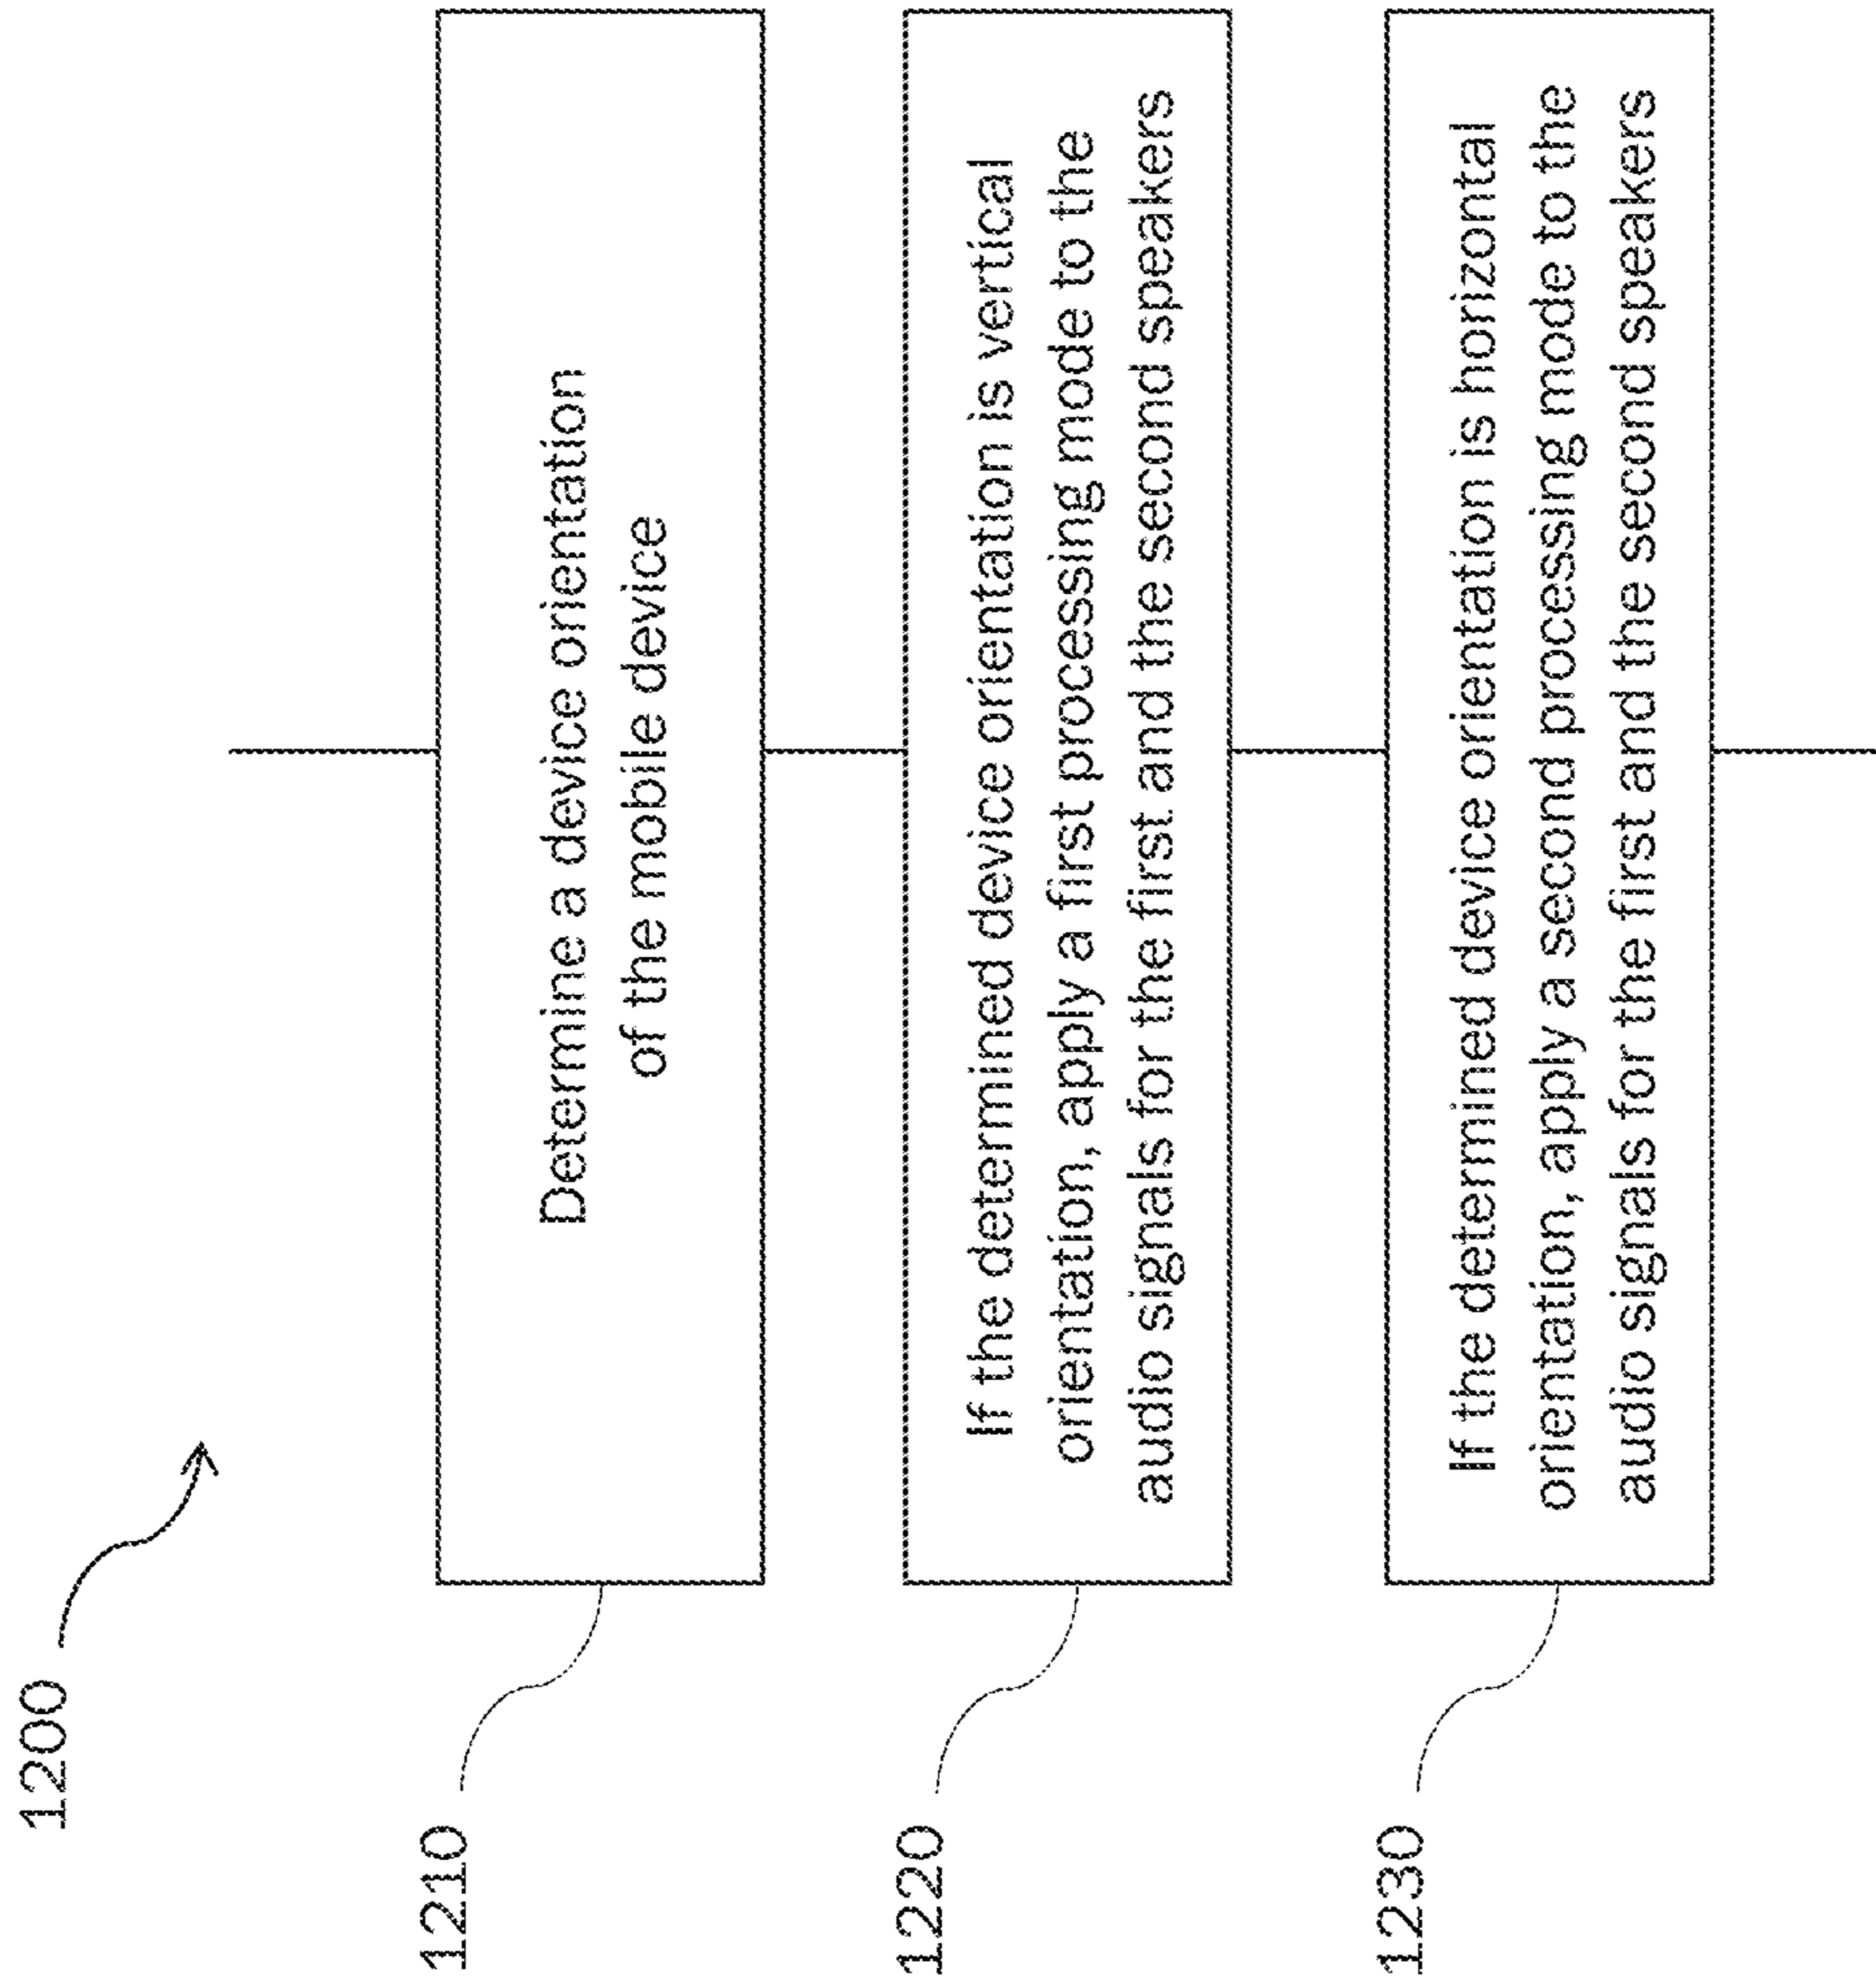 1200
1210
Determine a device orientation
of the mobile device
1220
If the determined device orientation is vertical
orientation, apply a first processing mode to the
audio signals for the first and the second speakers
1230
If the determined device orientation is horizontal
orientation, apply a second processing mode to the
audio signals for the first and the second speakers